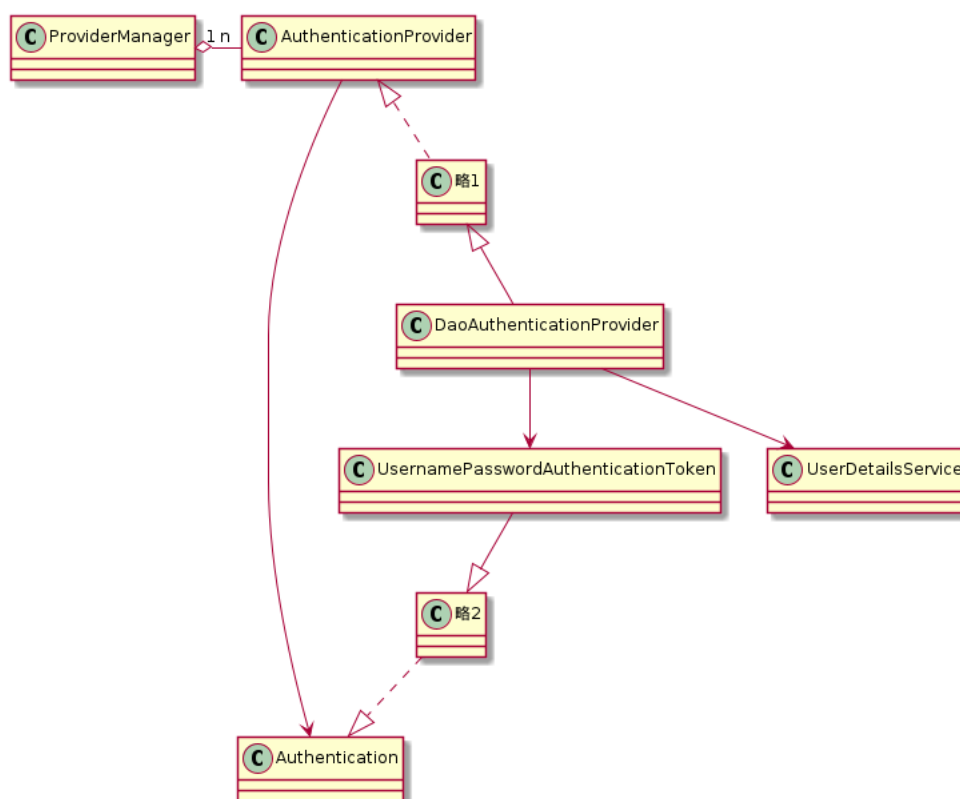 C ProviderManager 1 n C AuthenticationProvider
C 略1
C DaoAuthenticationProvider
C UsernamePasswordAuthenticationToken C UserDetailsService
C 略2
C Authentication